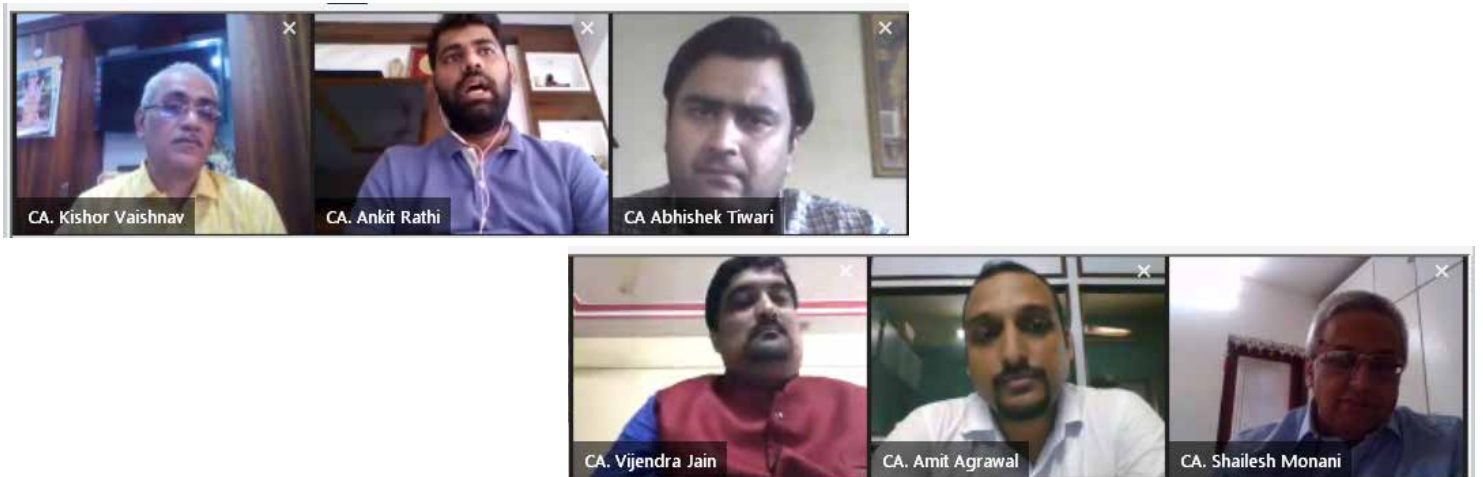 CA. Kishor Vaishnav
CA. Ankit Rathi
CA Abhishek Tiwari
CA. Vijendra Jain
CA. Amit Agrawal
CA. Shailesh Monani